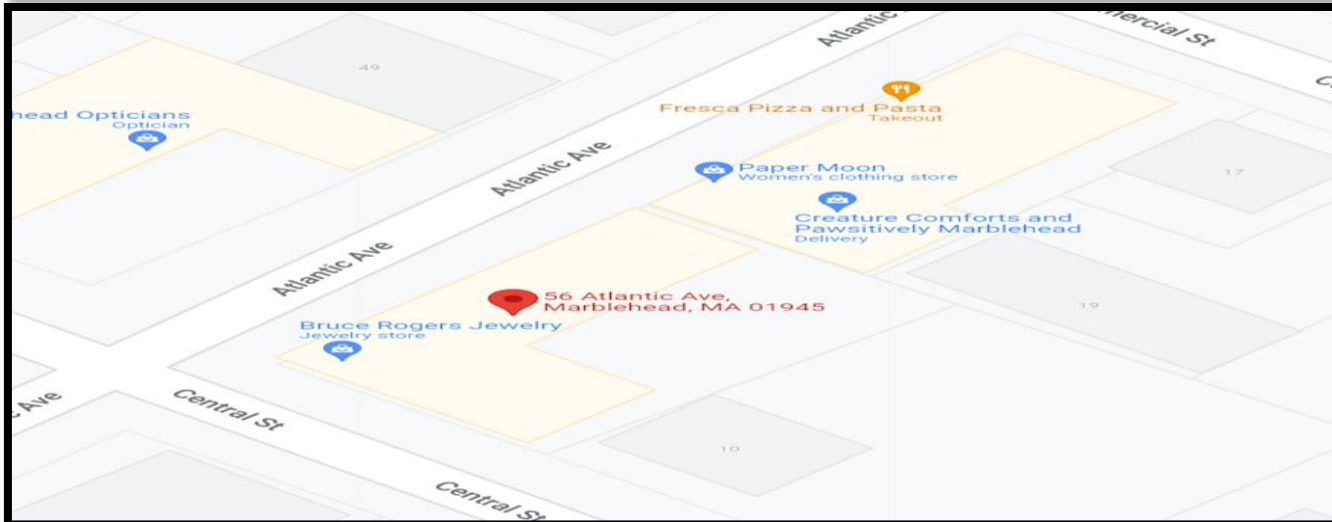 Atlantic
mercial St
49
head Opticians
Optician
Fresca Pizza and Pasta
Takeout
Atlantic Ave
Paper Moon
Women's clothing store
17
Creature Comforts and
Pawsitively Marblehead
Delivery
Atlantic Ave
56 Atlantic Ave,
Marblehead, MA 01945
19
Bruce Rogers Jewelry
Jewelry store
Ave
Central St
10
Central St